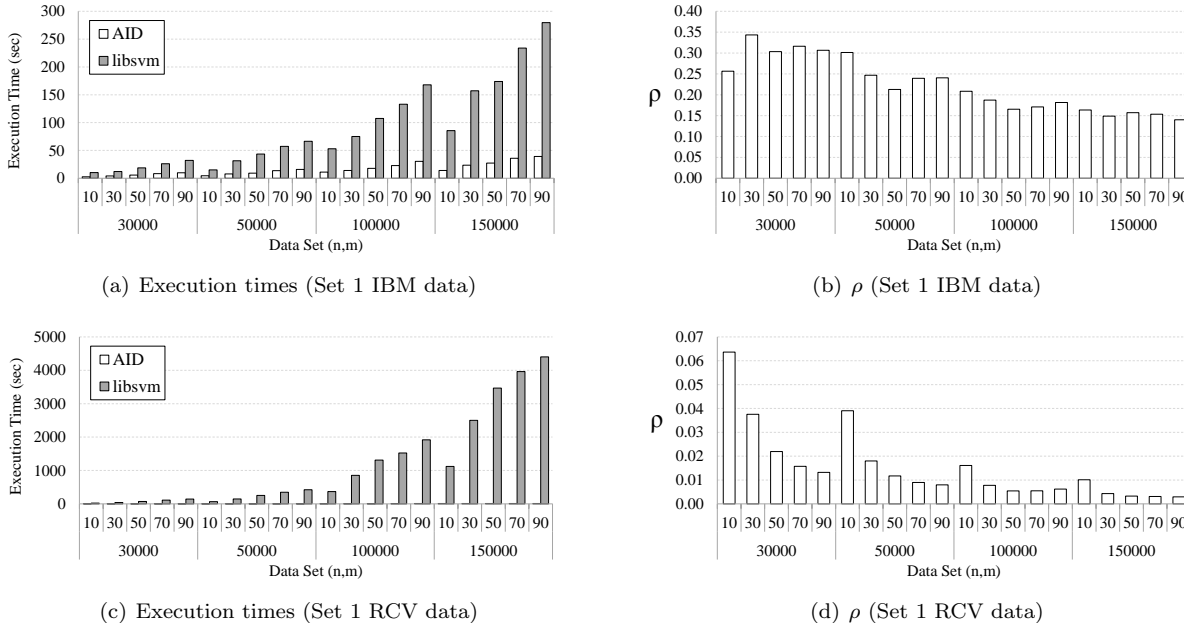 300
250
200
150
100
50
0
Execution Time (sec)
AID
libsvm
10 30 50 70 90 10 30 50 70 90 10 30 50 70 90 10 30 50 70 90
30000 50000 100000 150000
Data Set (n,m)
(a) Execution times (Set 1 IBM data)
0.40
0.35
0.30
0.25
0.20
0.15
0.10
0.05
0.00
ρ
10 30 50 70 90 10 30 50 70 90 10 30 50 70 90 10 30 50 70 90
30000 50000 100000 150000
Data Set (n,m)
(b) ρ (Set 1 IBM data)
5000
4000
3000
2000
1000
0
Execution Time (sec)
AID
libsvm
10 30 50 70 90 10 30 50 70 90 10 30 50 70 90 10 30 50 70 90
30000 50000 100000 150000
Data Set (n,m)
(c) Execution times (Set 1 RCV data)
0.07
0.06
0.05
0.04
0.03
0.02
0.01
0.00
ρ
10 30 50 70 90 10 30 50 70 90 10 30 50 70 90 10 30 50 70 90
30000 50000 100000 150000
Data Set (n,m)
(d) ρ (Set 1 RCV data)